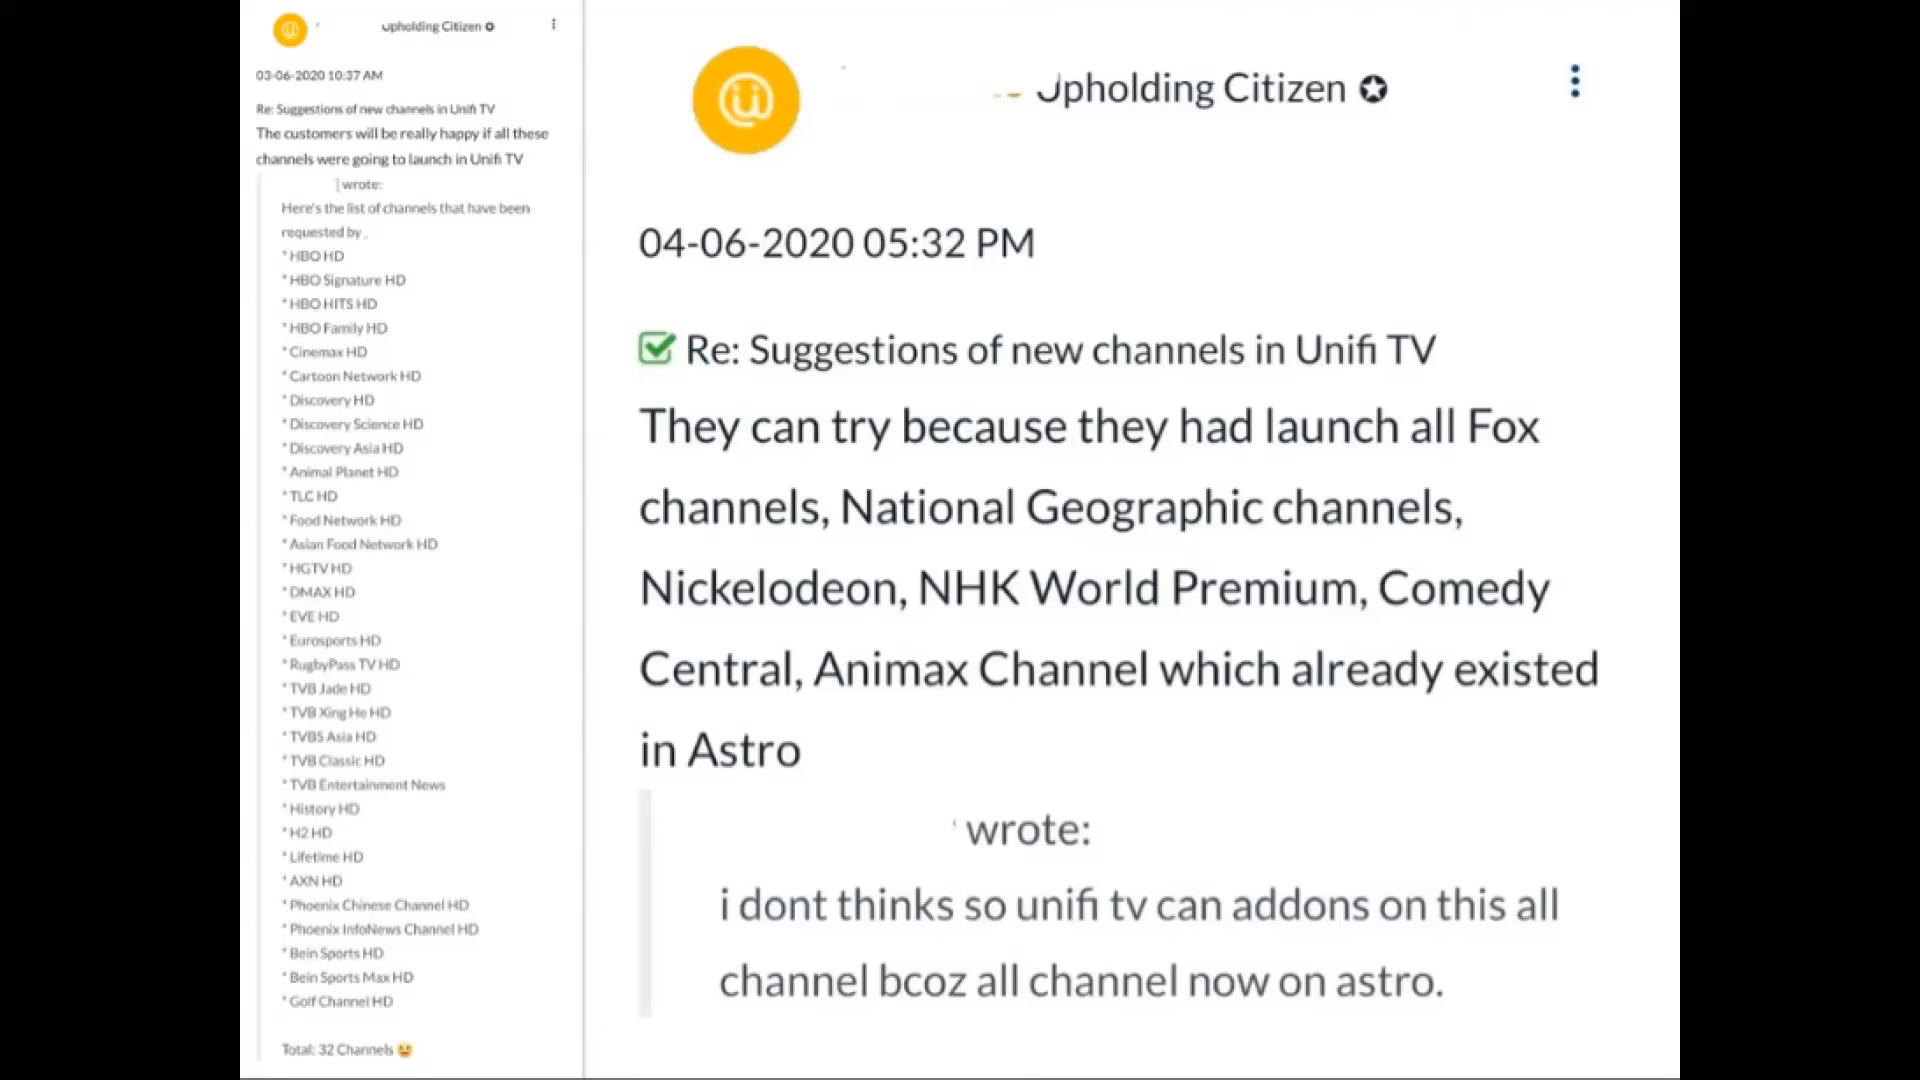 Upholding Citizen
03-06-2020 10:37 AM
Re: Suggestions of new channels in Unifi TV
The customers will be really happy if all these
channels were going to launch in Unifi TV
wrote:
Here's the list of channels that have been
requested by
* HBO HD
* HBO Signature HD
* HBO HITS HD
* HBO Family HD
* Cinemax HD
* Cartoon Network HD
* Discovery HD
* Discovery Science HD
* Discovery Asia HD
* Animal Planet HD
* TLC HD
* Food Network HD
* Asian Food Network HD
* HGTV HD
* DMAX HD
* EVE HD
* Eurosports HD
* RugbyPass TV HD
* TVB Jade HD
* TVB Xing He HD
* TVBS Asia HD
* TVB Classic HD
* TVB Entertainment News
* History HD
* H2 HD
* Lifetime HD
* AXN HD
* Phoenix Chinese Channel HD
* Phoenix InfoNews Channel HD
* Bein Sports HD
* Bein Sports Max HD
* Golf Channel HD
Total: 32 Channels 😃
Upholding Citizen
04-06-2020 05:32 PM
Re: Suggestions of new channels in Unifi TV
They can try because they had launch all Fox
channels, National Geographic channels,
Nickelodeon, NHK World Premium, Comedy
Central, Animax Channel which already existed
in Astro
wrote:
i dont thinks so unifi tv can addons on this all
channel bcoz all channel now on astro.